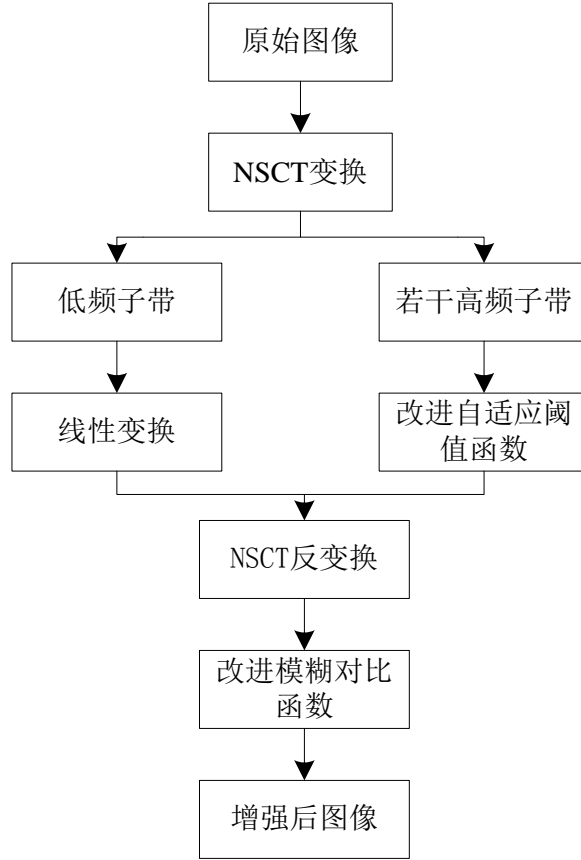 原始图像
NSCT变换
低频子带
若干高频子带
线性变换
改进自适应阈
值函数
NSCT反变换
改进模糊对比
函数
增强后图像